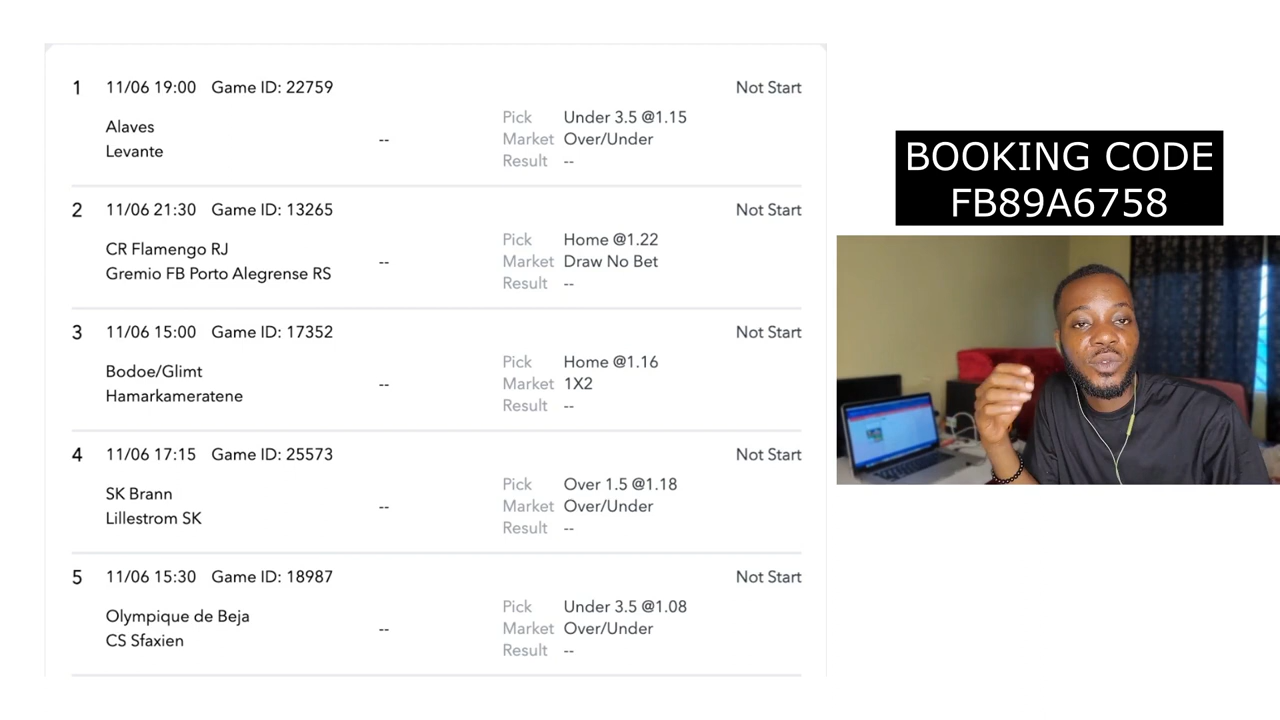 1 11/06 19:00 Game ID: 22759 Not Start
Alaves
Levante
--
Pick Under 3.5 @1.15
Market Over/Under
Result --
2 11/06 21:30 Game ID: 13265 Not Start
CR Flamengo RJ
Gremio FB Porto Alegrense RS
--
Pick Home @1.22
Market Draw No Bet
Result --
3 11/06 15:00 Game ID: 17352 Not Start
Bodoe/Glimt
Hamarkameratene
--
Pick Home @1.16
Market 1X2
Result --
4 11/06 17:15 Game ID: 25573 Not Start
SK Brann
Lillestrom SK
--
Pick Over 1.5 @1.18
Market Over/Under
Result --
5 11/06 15:30 Game ID: 18987 Not Start
Olympique de Beja
CS Sfaxien
--
Pick Under 3.5 @1.08
Market Over/Under
Result --
BOOKING CODE
FB89A6758